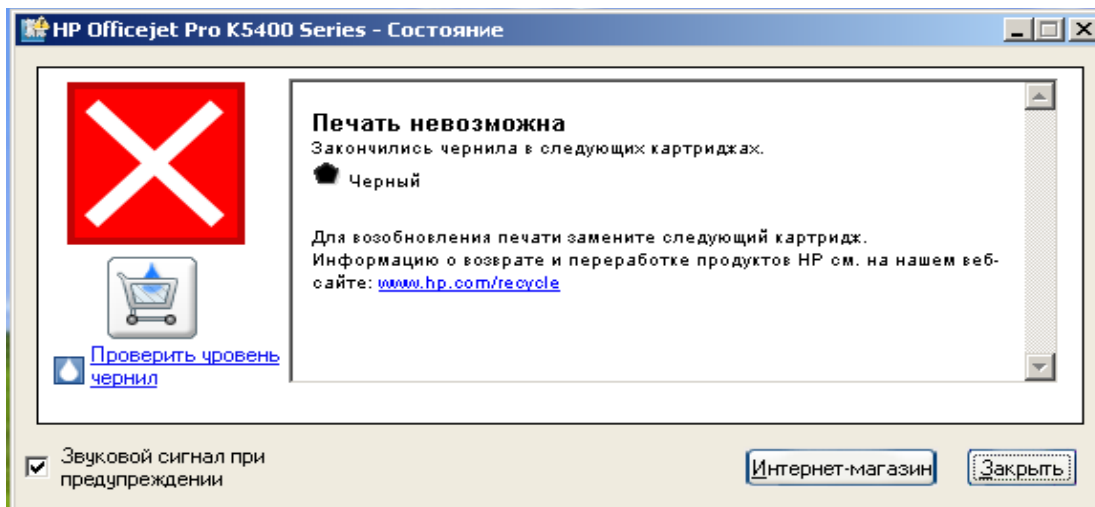 HP Officejet Pro K5400 Series - Состояние
Печать невозможна
Закончились чернила в следующих картриджах.
Черный
Для возобновления печати замените следующий картридж.
Информацию о возврате и переработке продуктов HP см. на нашем веб-
сайте: www.hp.com/recycle
Проверить уровень
чернил
Звуковой сигнал при
предупреждении
Интернет-магазин
Закрыть